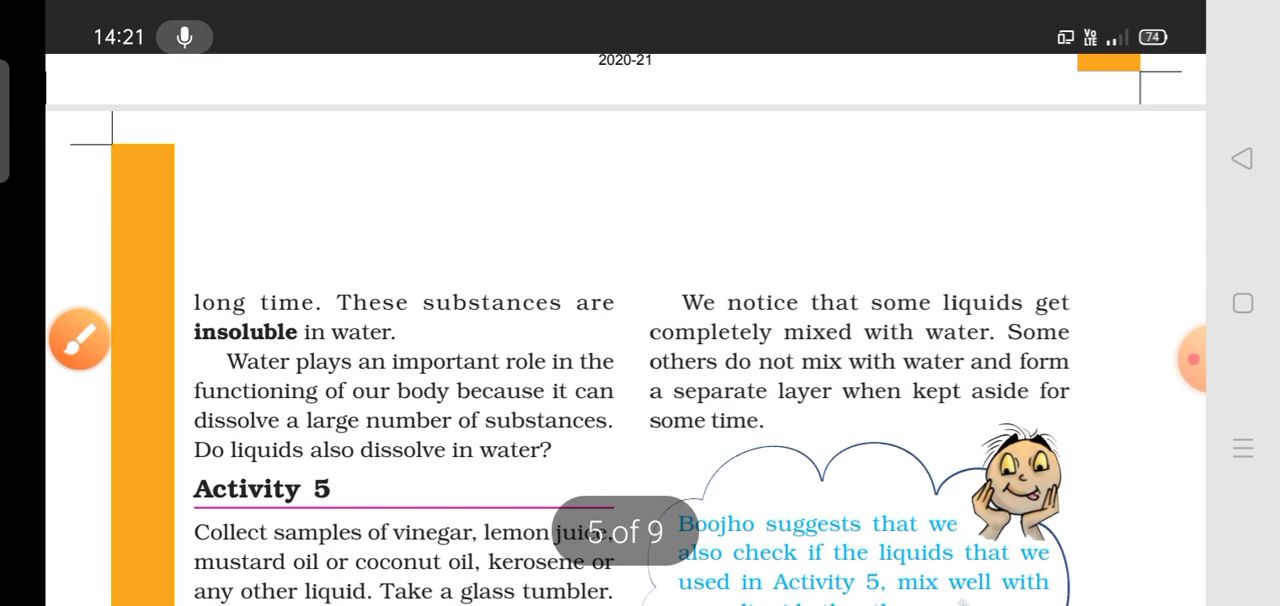 14:21
Vo
LTE
74
2020-21
long time. These substances are
insoluble in water.
Water plays an important role in the
functioning of our body because it can
dissolve a large number of substances.
Do liquids also dissolve in water?
Activity 5
Collect samples of vinegar, lemon juice,
mustard oil or coconut oil, kerosene or
any other liquid. Take a glass tumbler.
5 of 9
We notice that some liquids get
completely mixed with water. Some
others do not mix with water and form
a separate layer when kept aside for
some time.
Boojho suggests that we
also check if the liquids that we
used in Activity 5, mix well with